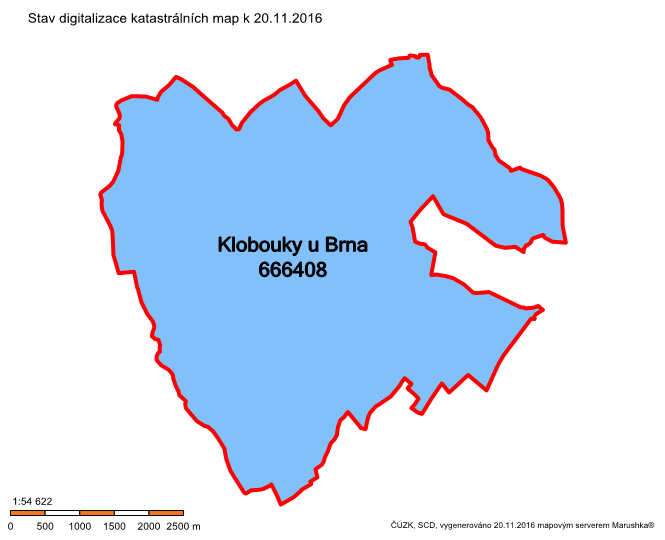 Stav digitalizace katastrálních map k 20.11.2016
Klobouky u Brna
666408
1:54 622
0 500 1000 1500 2000 2500 m
ČÚZK, SCD, vygenerováno 20.11.2016 mapovým serverem Marushka®